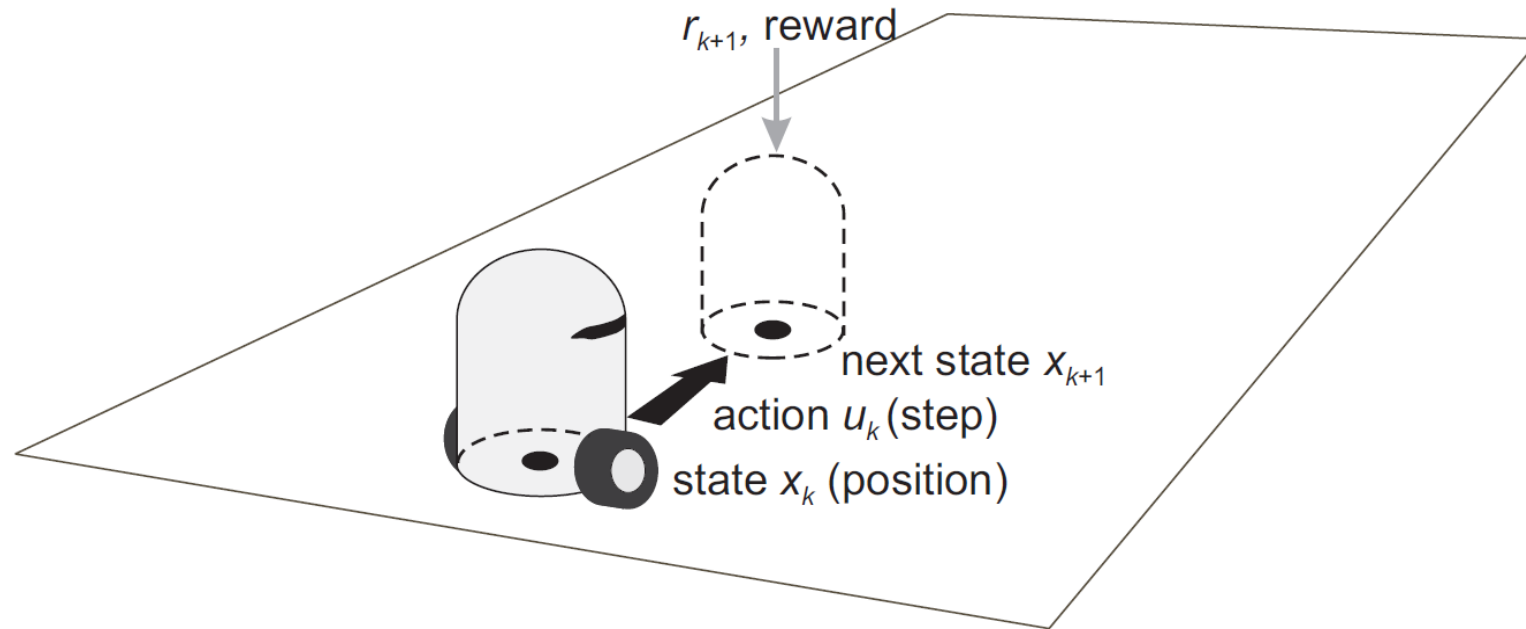 r_{k+1}, reward
next state x_{k+1}
action u_k (step)
state x_k (position)